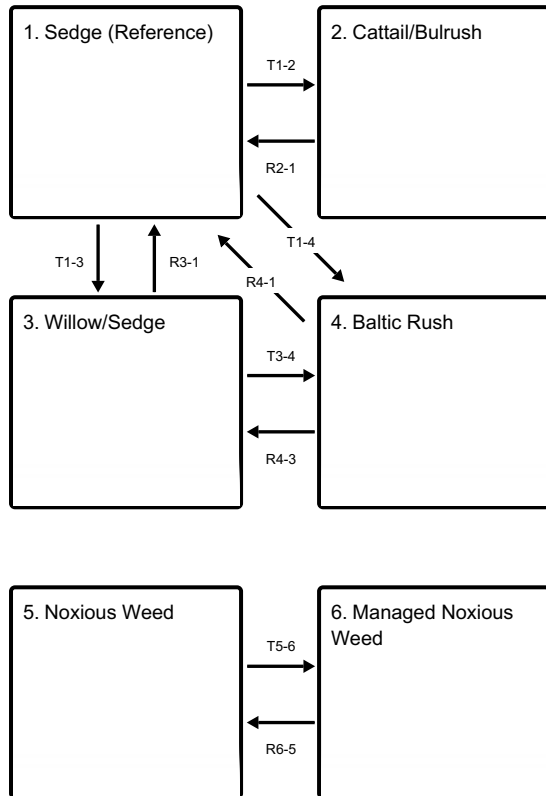 1. Sedge (Reference)
2. Cattail/Bulrush
T1-2
R2-1
T1-4
T1-3
R3-1
R4-1
3. Willow/Sedge
4. Baltic Rush
T3-4
R4-3
5. Noxious Weed
6. Managed Noxious
Weed
T5-6
R6-5